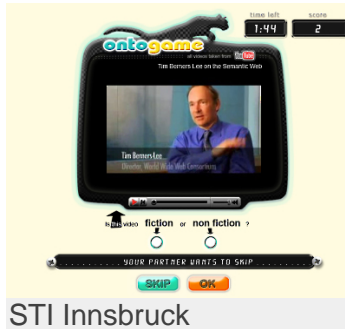 time left
score
1:44
2
ontogame
all videos taken from YouTube
Tim Berners Lee on the Semantic Web
Tim Berners-Lee
Director, World Wide Web Consortium
Is this video fiction or non fiction ?
YOUR PARTNER WANTS TO SKIP
SKIP
OK
STI Innsbruck